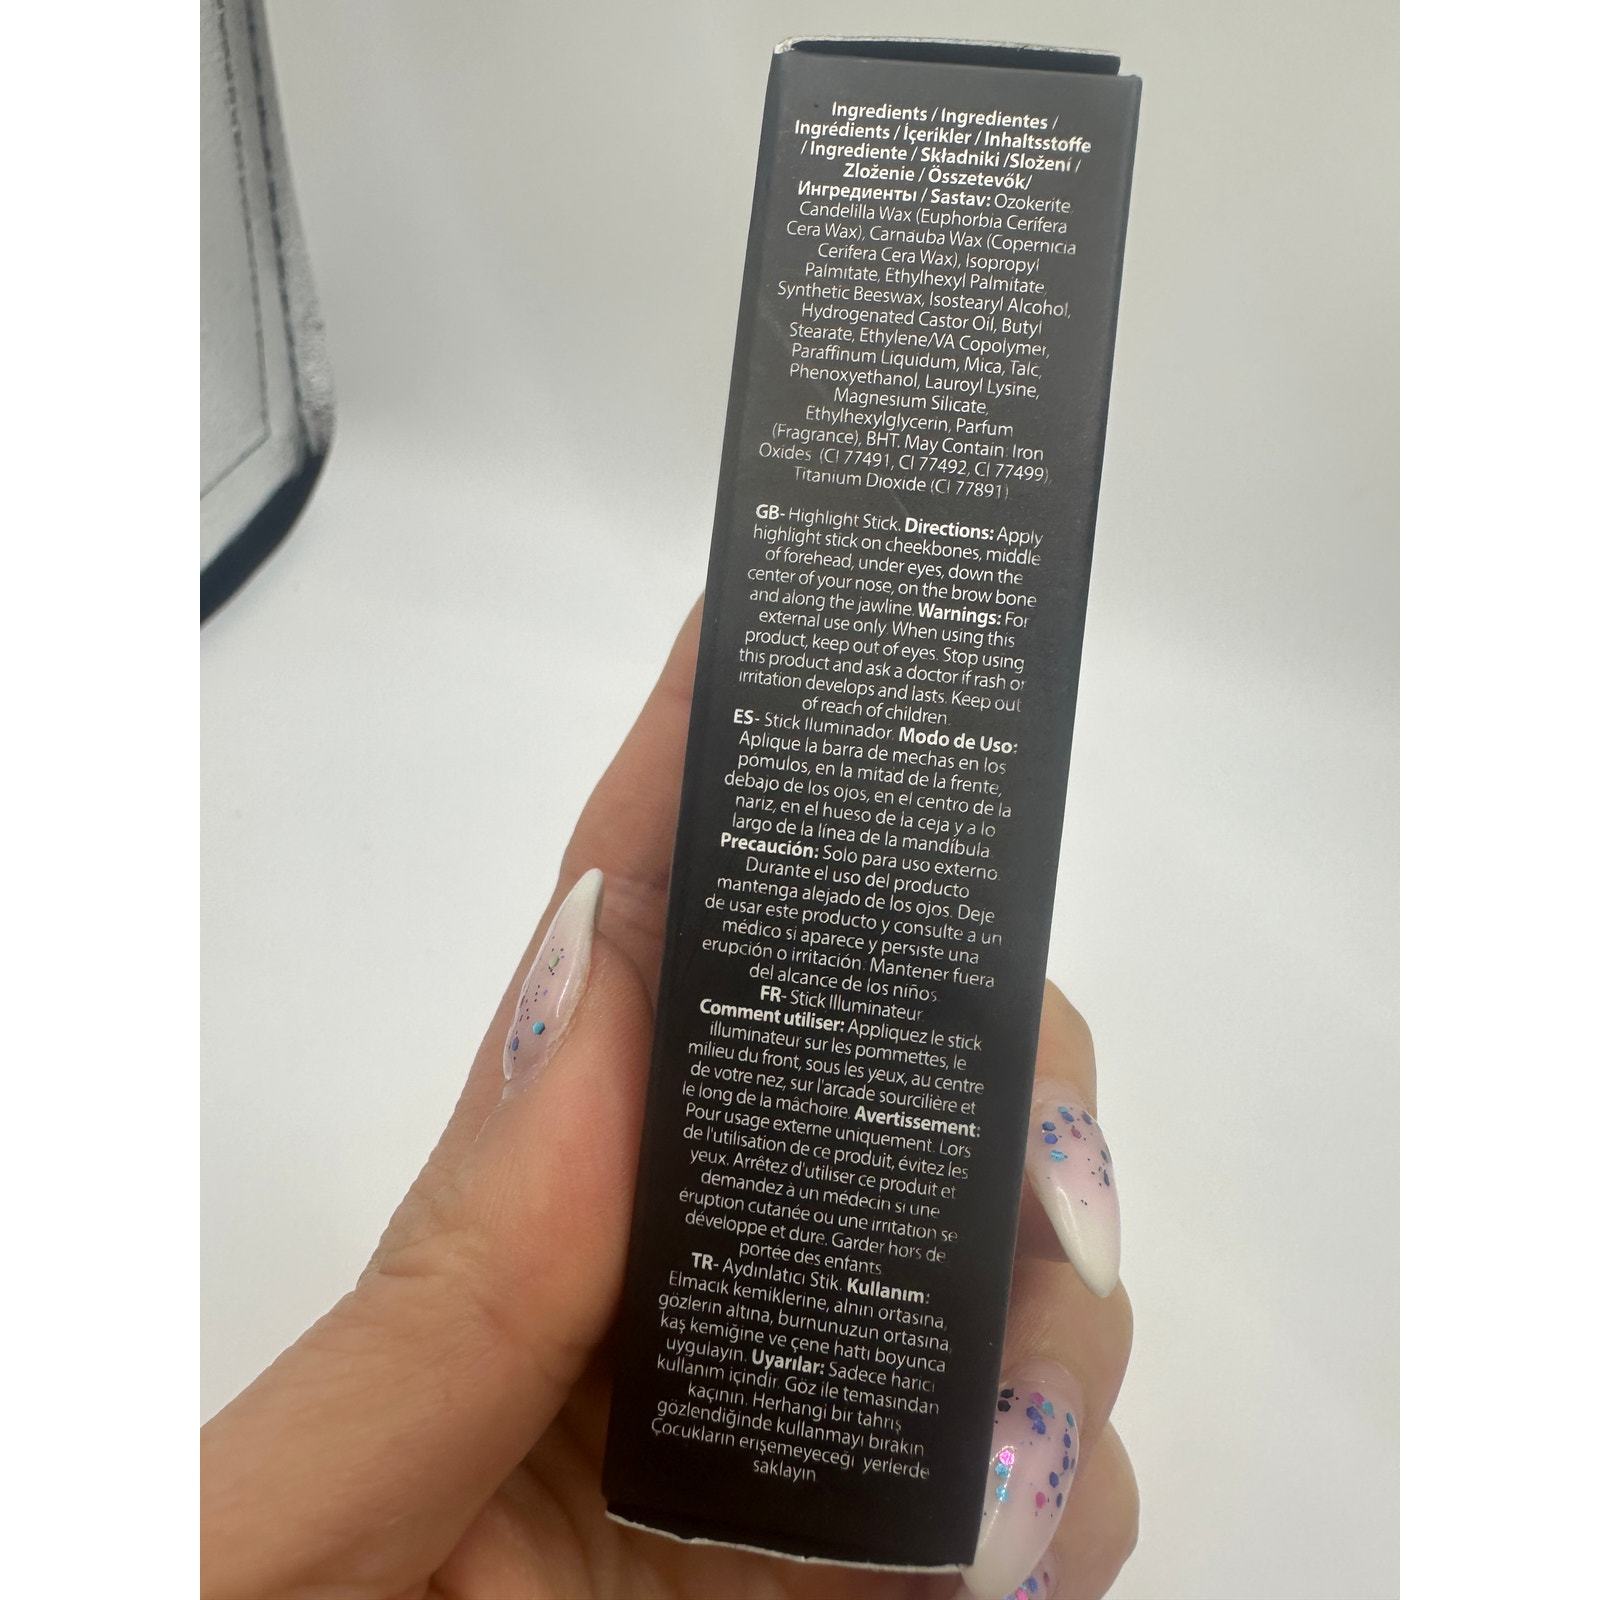 Ingredients / Ingredientes /
Ingrédients / İçerikler / Inhaltsstoffe
/ Ingrediente / Składniki /Složení /
Zloženie / Összetevők/
Ингредиенты / Sastav: Ozokerite,
Candelilla Wax (Euphorbia Cerifera
Cera Wax), Carnauba Wax (Copernicia
Cerifera Cera Wax), Isopropyl
Palmitate, Ethylhexyl Palmitate,
Synthetic Beeswax, Isostearyl Alcohol,
Hydrogenated Castor Oil, Butyl
Stearate, Ethylene/VA Copolymer,
Paraffinum Liquidum, Mica, Talc,
Phenoxyethanol, Lauroyl Lysine,
Magnesium Silicate,
Ethylhexylglycerin, Parfum
(Fragrance), BHT. May Contain: Iron
Oxides (CI 77491, CI 77492, CI 77499),
Titanium Dioxide (CI 77891)
GB- Highlight Stick. Directions: Apply
highlight stick on cheekbones, middle
of forehead, under eyes, down the
center of your nose, on the brow bone
and along the jawline. Warnings: For
external use only. When using this
product, keep out of eyes. Stop using
this product and ask a doctor if rash or
irritation develops and lasts. Keep out
of reach of children.
ES- Stick Iluminador. Modo de Uso:
Aplique la barra de mechas en los
pómulos, en la mitad de la frente,
debajo de los ojos, en el centro de la
nariz, en el hueso de la ceja y a lo
largo de la línea de la mandíbula.
Precaución: Solo para uso externo.
Durante el uso del producto
mantenga alejado de los ojos. Deje
de usar este producto y consulte a un
médico si aparece y persiste una
erupción o irritación. Mantener fuera
del alcance de los niños.
FR- Stick Illuminateur.
Comment utiliser: Appliquez le stick
illuminateur sur les pommettes, le
milieu du front, sous les yeux, au centre
de votre nez, sur l'arcade sourcilière et
le long de la mâchoire. Avertissement:
Pour usage externe uniquement. Lors
de l'utilisation de ce produit, évitez les
yeux. Arrêtez d'utiliser ce produit et
demandez à un médecin si une
éruption cutanée ou une irritation se
développe et dure. Garder hors de
portée des enfants.
TR- Aydınlatıcı Stik. Kullanım:
Elmacık kemiklerine, alnın ortasına,
gözlerin altına, burnunuzun ortasına,
kaş kemiğine ve çene hattı boyunca
uygulayın. Uyarılar: Sadece harici
kullanım içindir. Göz ile temasından
kaçının. Herhangi bir tahriş
gözlendiğinde kullanmayı bırakın.
Çocukların erişemeyeceği yerlerde
saklayın.